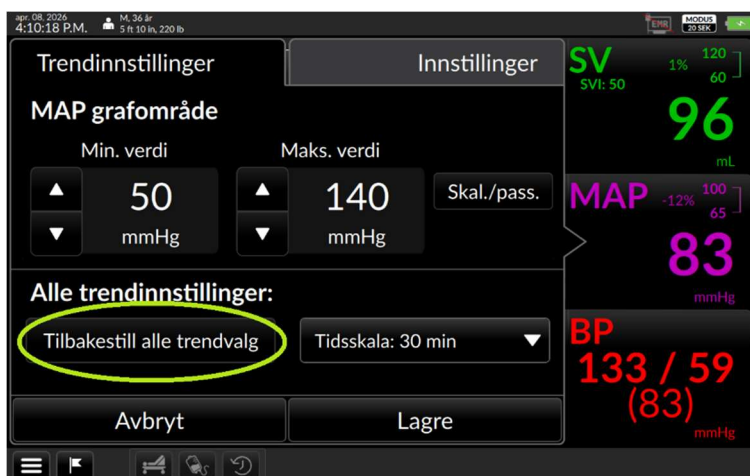 apr. 08, 2026
4:10:18 P.M.
M, 36 år
5 ft 10 in, 220 lb
EMR
MODUS
20 SEK
Trendinnstillinger
Innstillinger
MAP grafområde
Min. verdi
Maks. verdi
50
mmHg
140
mmHg
Skal./pass.
Alle trendinnstillinger:
Tilbakestill alle trendvalg
Tidsskala: 30 min
Avbryt
Lagre
SV
SVI: 50
1%
120
60
96
mL
MAP
-12%
100
65
83
mmHg
BP
133 / 59
(83)
mmHg